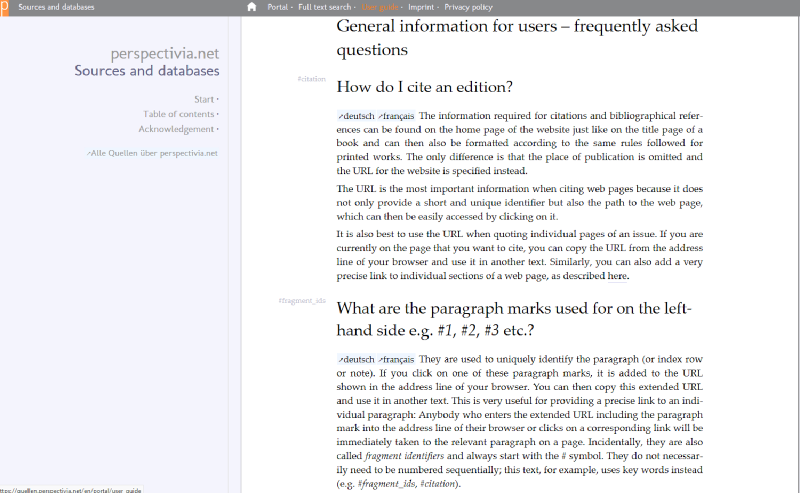 p Sources and databases
Portal · Full text search · User guide · Imprint · Privacy policy
perspectivia.net
Sources and databases
Start ·
Table of contents ·
Acknowledgement ·
↗Alle Quellen über perspectivia.net
General information for users – frequently asked
questions
#citation
How do I cite an edition?
↗deutsch ↗français The information required for citations and bibliographical refer-
ences can be found on the home page of the website just like on the title page of a
book and can then also be formatted according to the same rules followed for
printed works. The only difference is that the place of publication is omitted and
the URL for the website is specified instead.
The URL is the most important information when citing web pages because it does
not only provide a short and unique identifier but also the path to the web page,
which can then be easily accessed by clicking on it.
It is also best to use the URL when quoting individual pages of an issue. If you are
currently on the page that you want to cite, you can copy the URL from the address
line of your browser and use it in another text. Similarly, you can also add a very
precise link to individual sections of a web page, as described here.
#fragment_ids
What are the paragraph marks used for on the left-
hand side e.g. #1, #2, #3 etc.?
↗deutsch ↗français They are used to uniquely identify the paragraph (or index row
or note). If you click on one of these paragraph marks, it is added to the URL
shown in the address line of your browser. You can then copy this extended URL
and use it in another text. This is very useful for providing a precise link to an indi-
vidual paragraph: Anybody who enters the extended URL including the paragraph
mark into the address line of their browser or clicks on a corresponding link will be
immediately taken to the relevant paragraph on a page. Incidentally, they are also
called fragment identifiers and always start with the # symbol. They do not necessar-
ily need to be numbered sequentially; this text, for example, uses key words instead
(e.g. #fragment_ids, #citation).
ttps://quellen.perspectivia.net/en/portal/user_guide